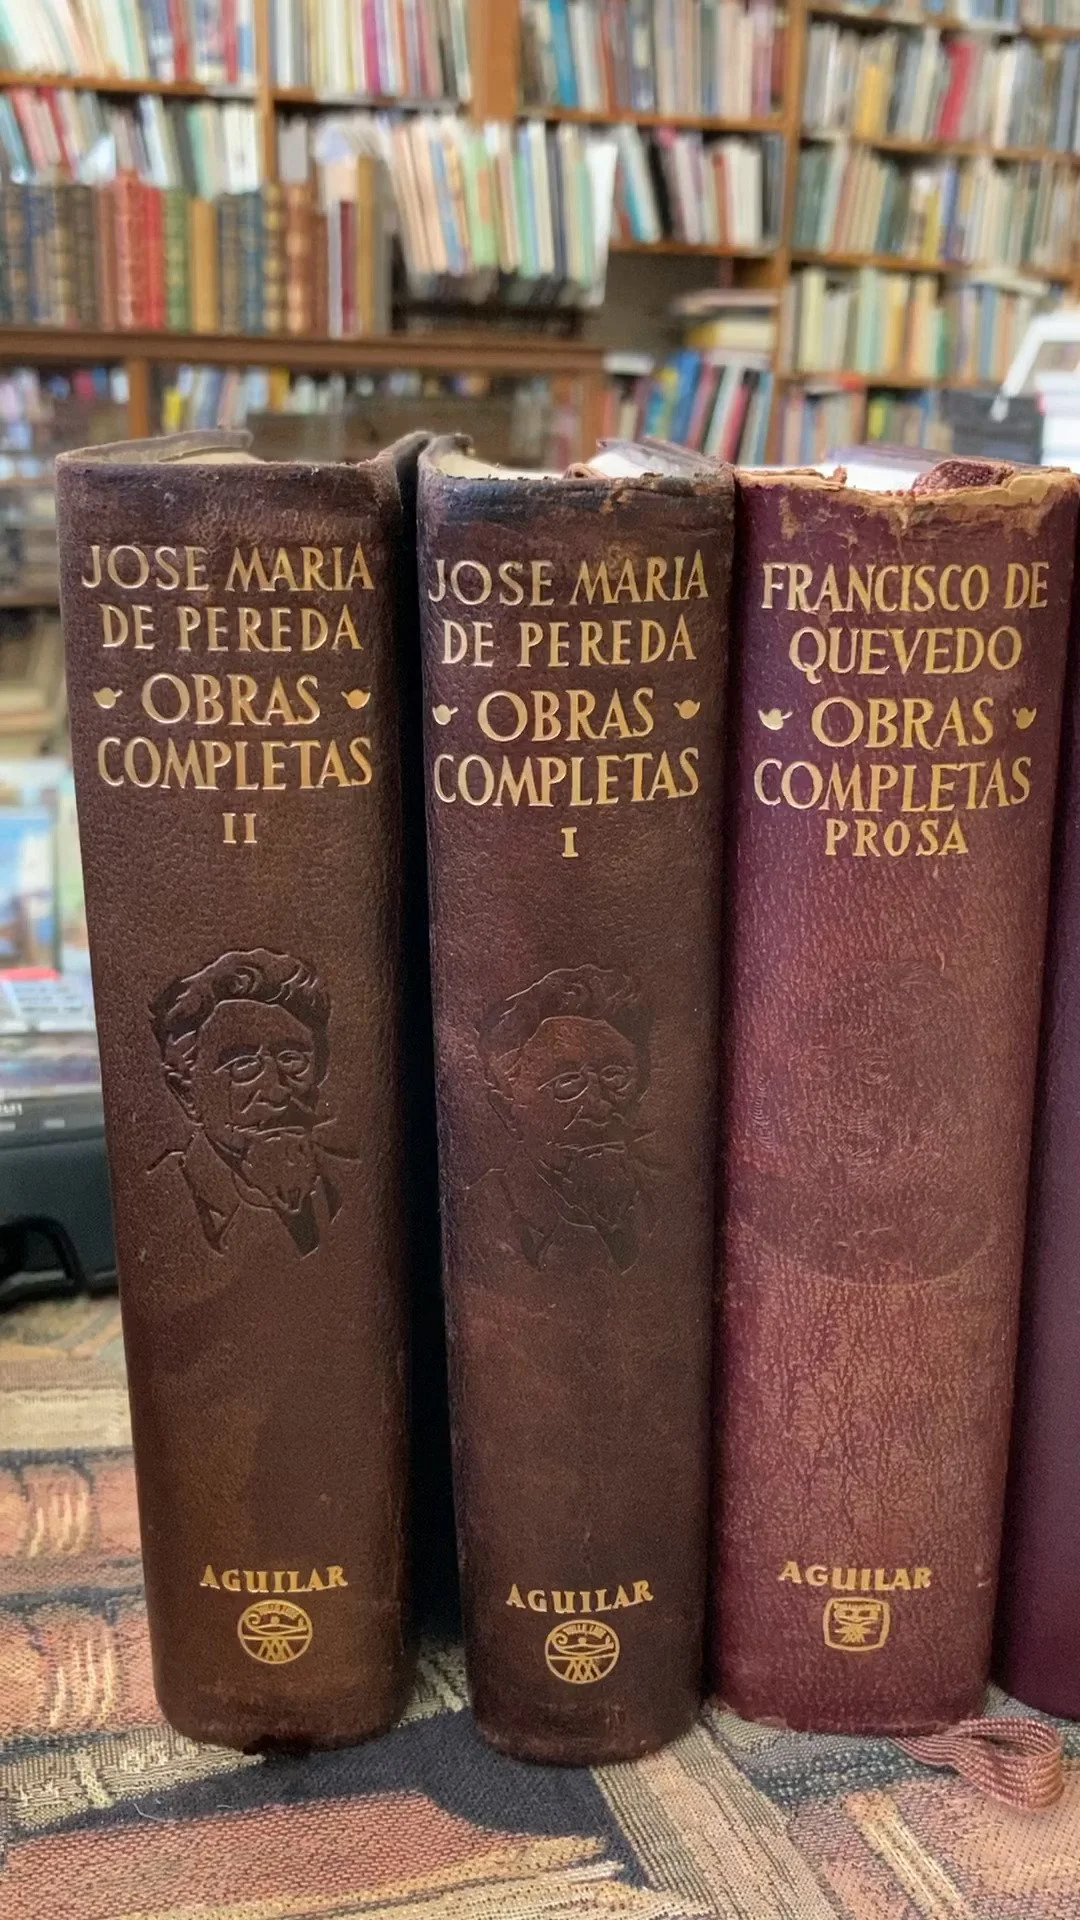 JOSE MARIA
DE PEREDA
OBRAS
COMPLETAS
II
AGUILAR
JOSE MARIA
DE PEREDA
OBRAS
COMPLETAS
I
AGUILAR
FRANCISCO DE
QUEVEDO
OBRAS
COMPLETAS
PROSA
AGUILAR